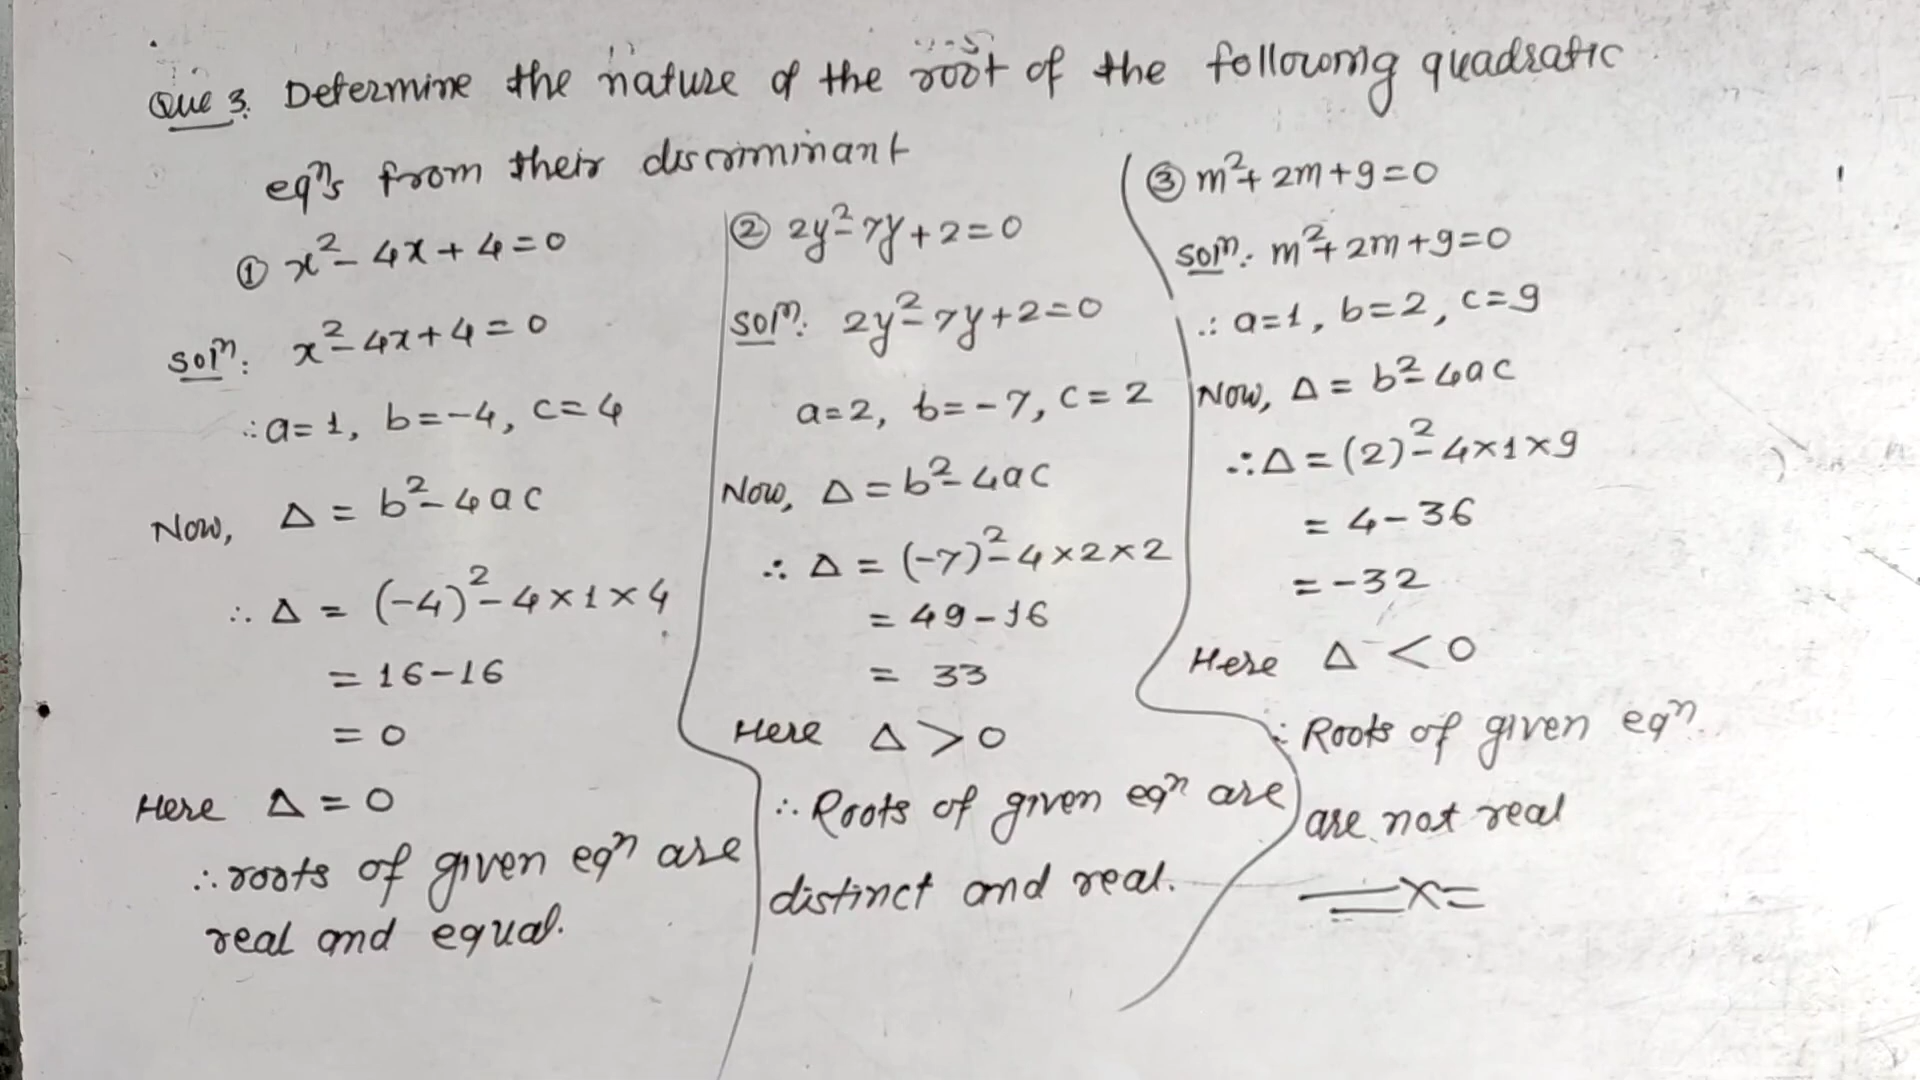 Que 3. Determine the nature of the root of the following quadratic
eqⁿs from their discriminant
① x² - 4x + 4 = 0
Solⁿ: x² - 4x + 4 = 0
∴ a = 1, b = -4, c = 4
Now, Δ = b² - 4ac
∴ Δ = (-4)² - 4 × 1 × 4
= 16 - 16
= 0
Here Δ = 0
∴ roots of given eqⁿ are
real and equal.
② 2y² - 7y + 2 = 0
Solⁿ: 2y² - 7y + 2 = 0
a = 2, b = -7, c = 2
Now, Δ = b² - 4ac
∴ Δ = (-7)² - 4 × 2 × 2
= 49 - 16
= 33
Here Δ > 0
∴ Roots of given eqⁿ are
distinct and real.
③ m² + 2m + 9 = 0
Solⁿ: m² + 2m + 9 = 0
∴ a = 1, b = 2, c = 9
Now, Δ = b² - 4ac
∴ Δ = (2)² - 4 × 1 × 9
= 4 - 36
= -32
Here Δ < 0
∴ Roots of given eqⁿ
are not real